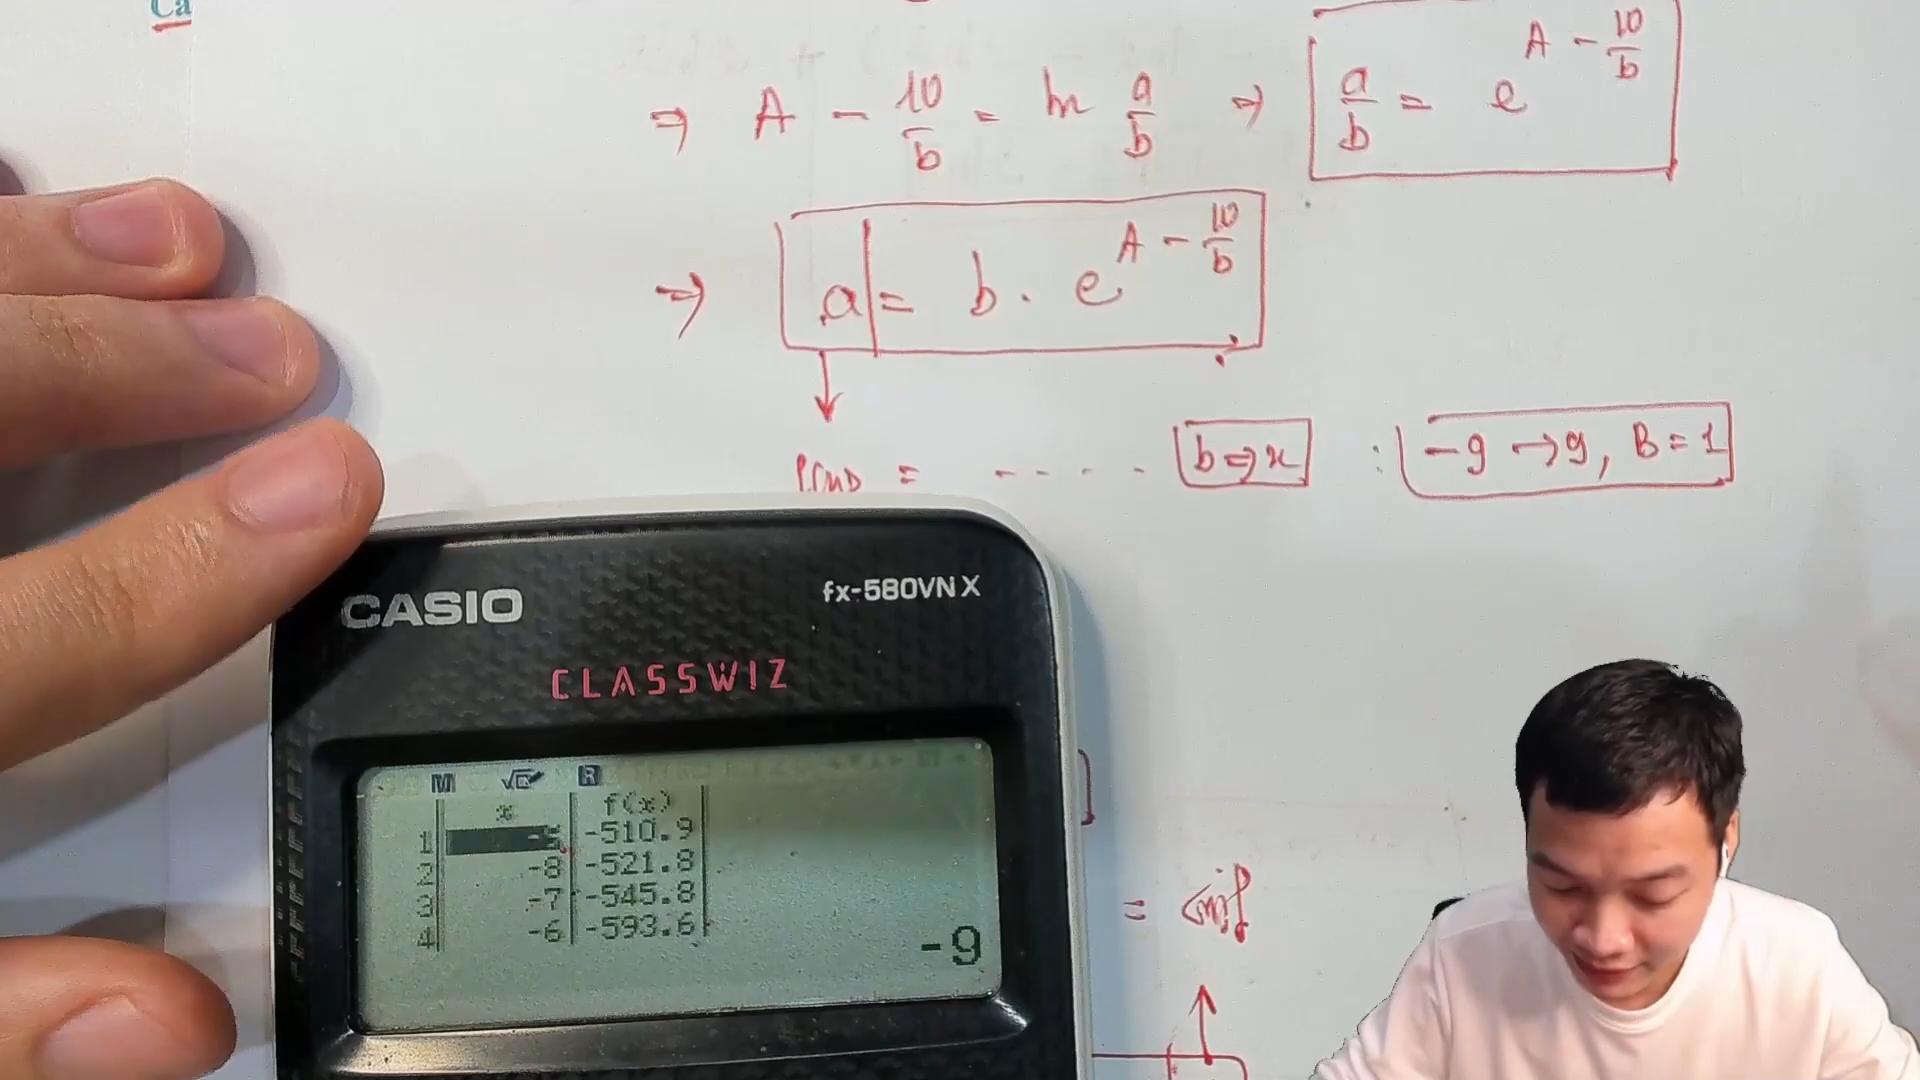 Ca
⇒ A - 10/b = ln a/b ⇒ a/b = e^(A - 10/b)
⇒ a = b . e^(A - 10/b)
= - - - - b ⇒ x : -9 → 9, B = 1
CASIO fx-580VN X
CLASSWIZ
M R
x f(x)
1 -9 -510.9
2 -8 -521.8
3 -7 -545.8
4 -6 -593.6
-9
=